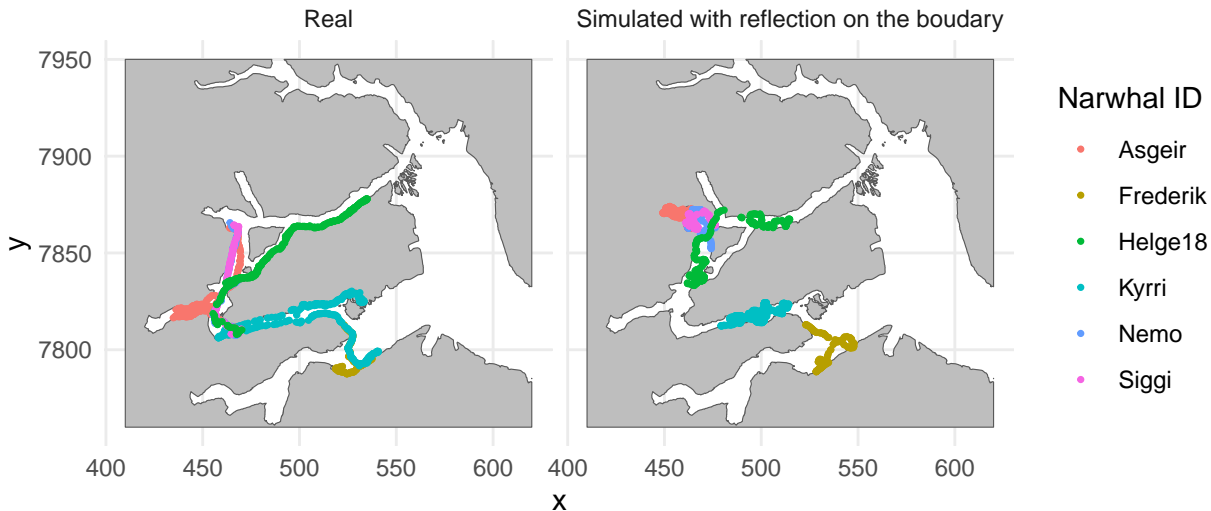 Real
Simulated with reflection on the boudary
7950
7900
7850
7800
y
400 450 500 550 600
400 450 500 550 600
x
Narwhal ID
Asgeir
Frederik
Helge18
Kyrri
Nemo
Siggi